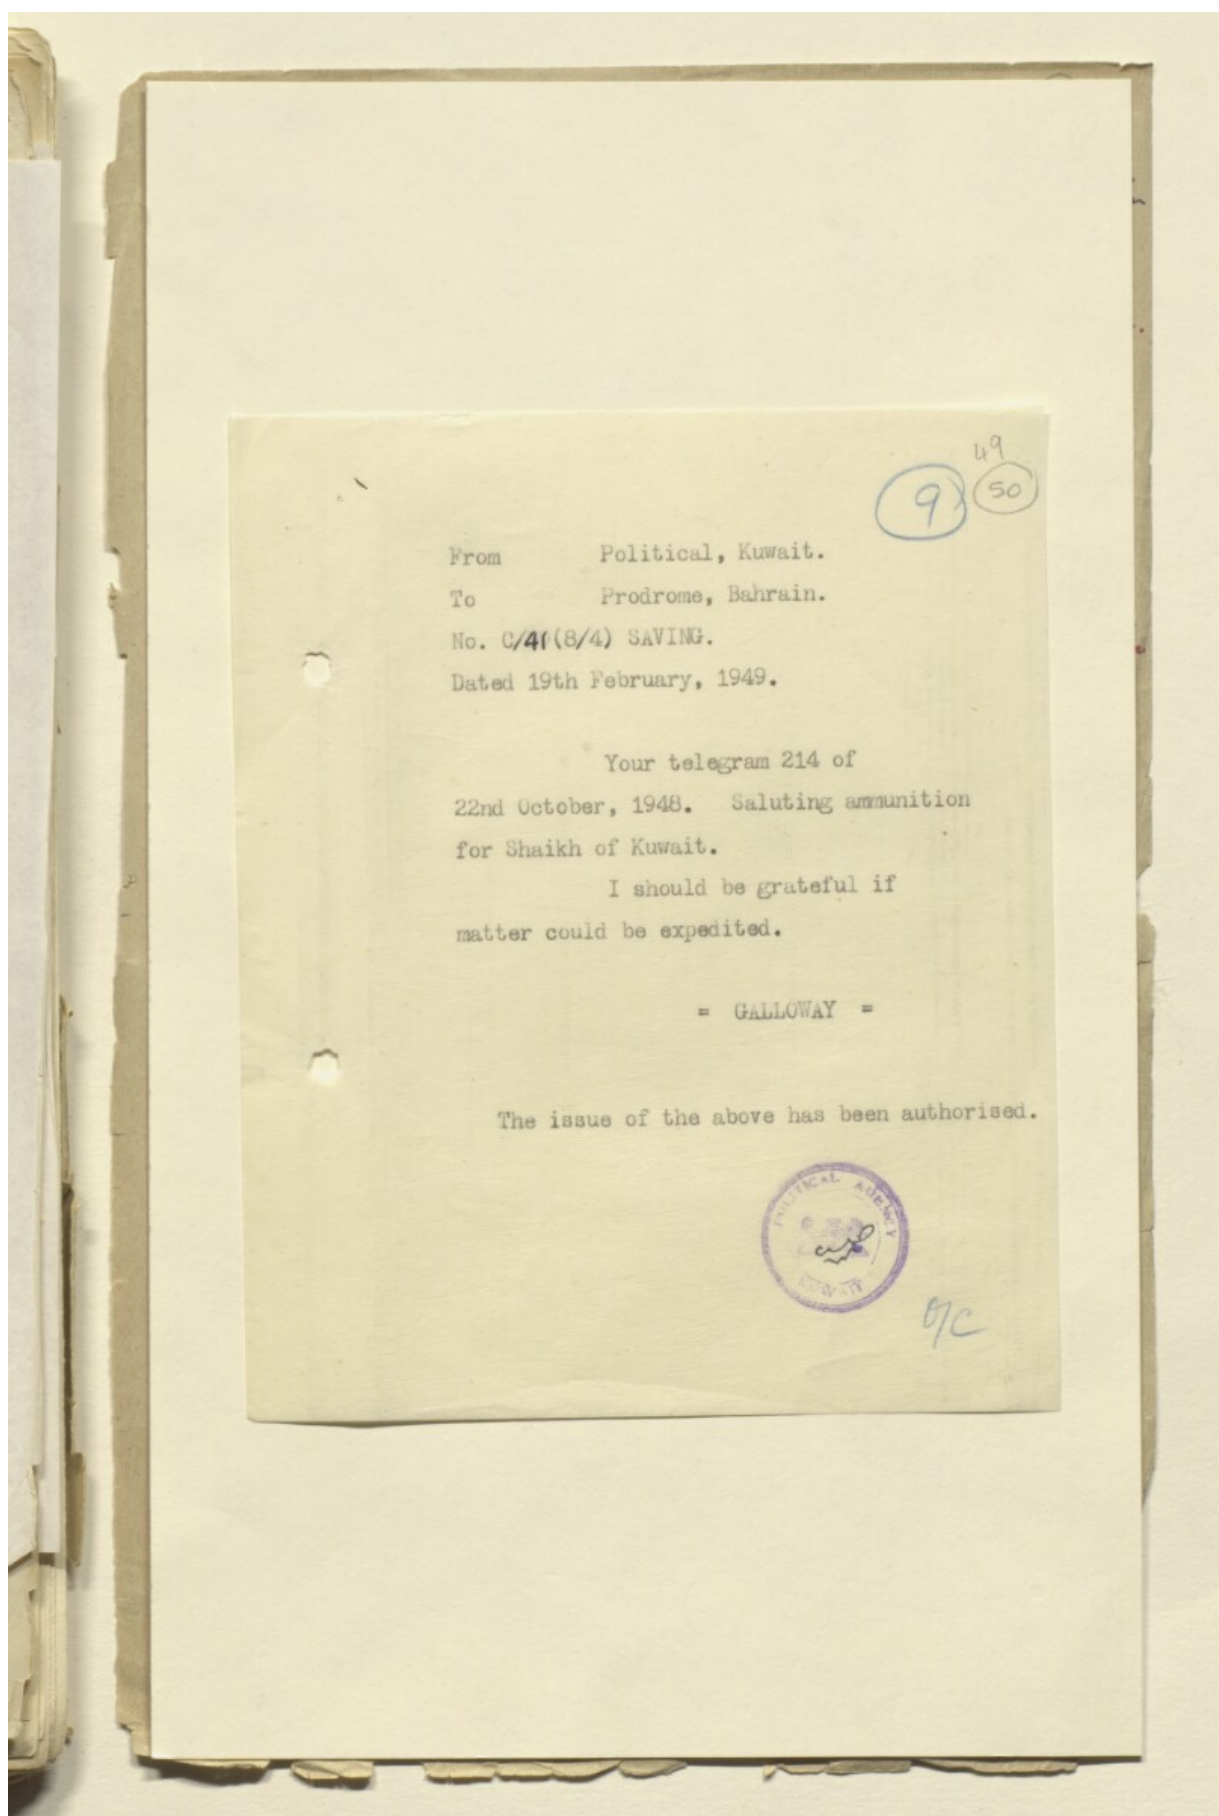 49
9
50
From Political, Kuwait.
To Prodrome, Bahrain.
No. C/41(8/4) SAVING.
Dated 19th February, 1949.
Your telegram 214 of
22nd October, 1948. Saluting ammunition
for Shaikh of Kuwait.
I should be grateful if
matter could be expedited.
= GALLOWAY =
The issue of the above has been authorised.
POLITICAL AGENCY
KUWAIT
O/C